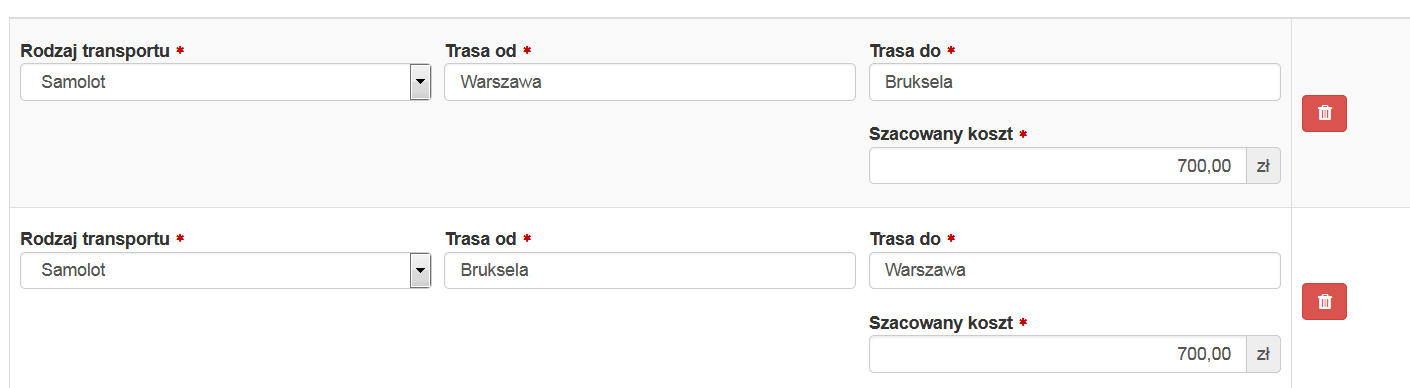 Rodzaj transportu * Trasa od * Trasa do *
Samolot Warszawa Bruksela
Szacowany koszt *
700,00 zł
Rodzaj transportu * Trasa od * Trasa do *
Samolot Bruksela Warszawa
Szacowany koszt *
700,00 zł